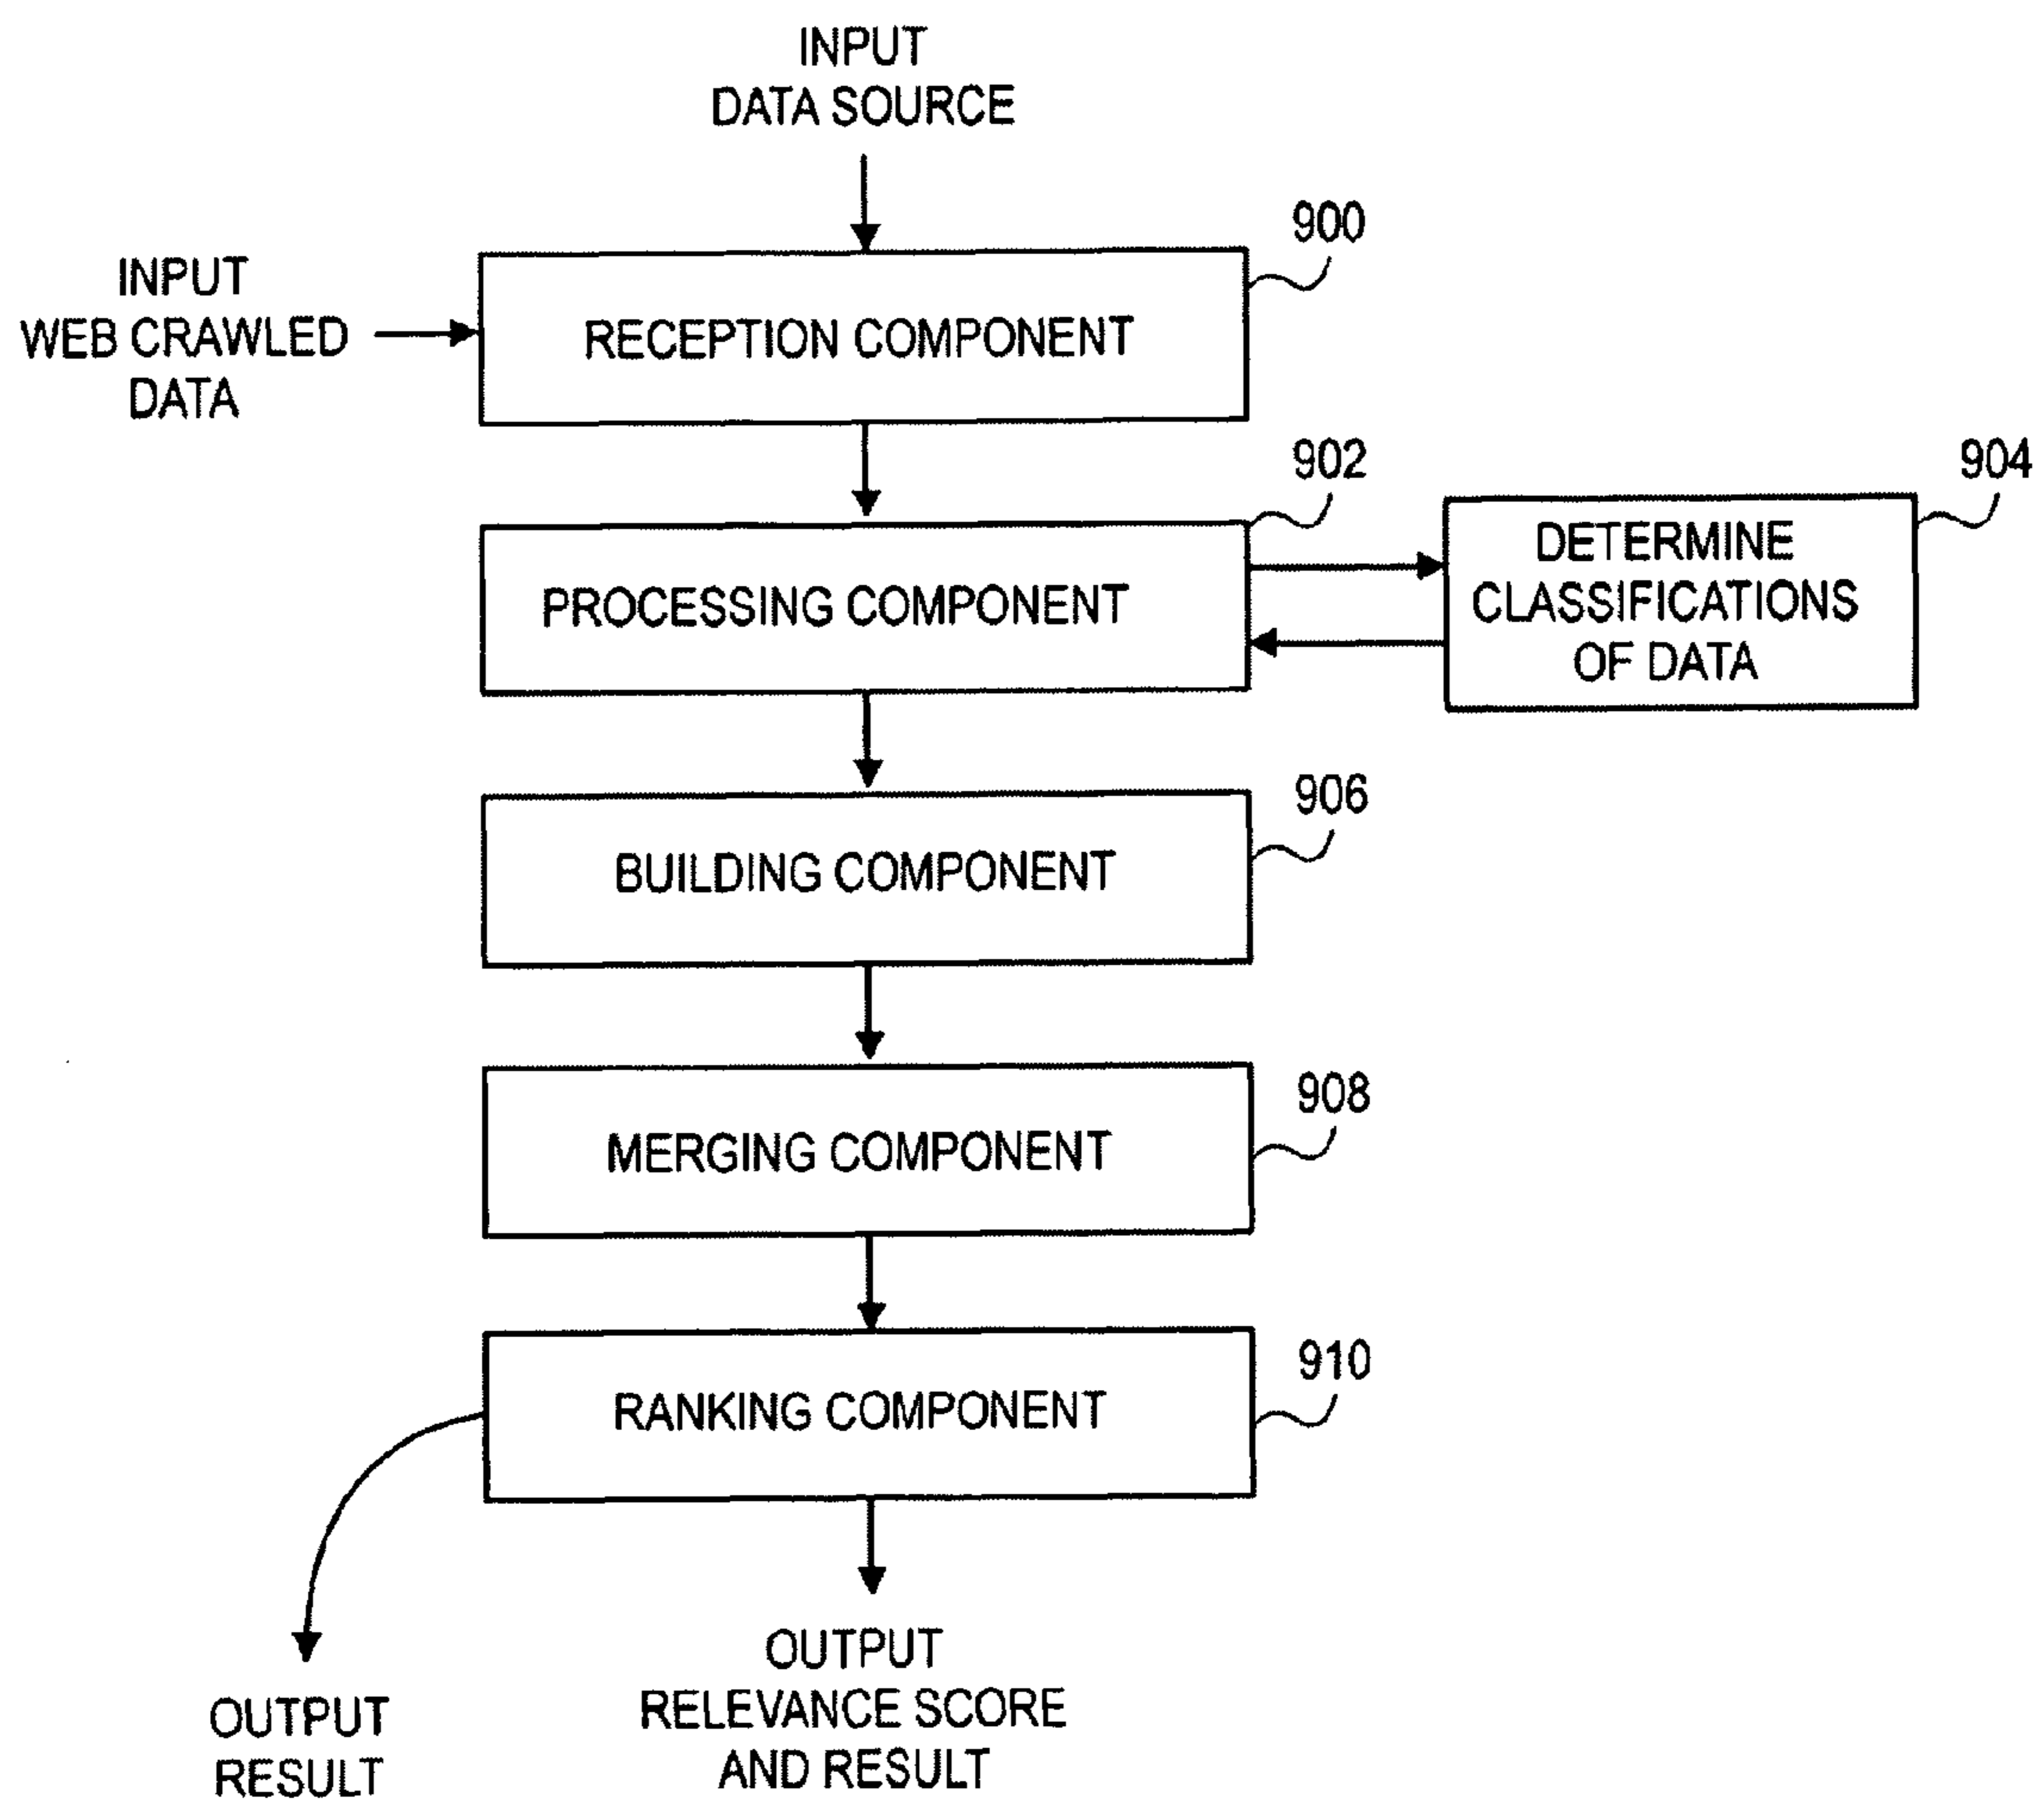 INPUT
DATA SOURCE
900
INPUT
WEB CRAWLED
DATA
RECEPTION COMPONENT
902
904
PROCESSING COMPONENT
DETERMINE
CLASSIFICATIONS
OF DATA
906
BUILDING COMPONENT
908
MERGING COMPONENT
910
RANKING COMPONENT
OUTPUT
RESULT
OUTPUT
RELEVANCE SCORE
AND RESULT